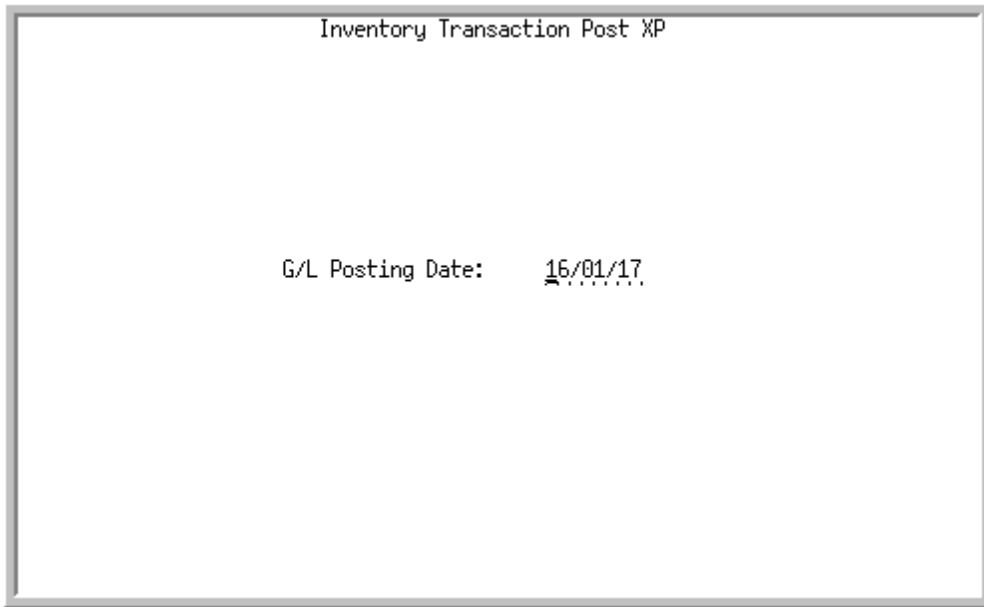 Inventory Transaction Post XP
G/L Posting Date: 16/01/17